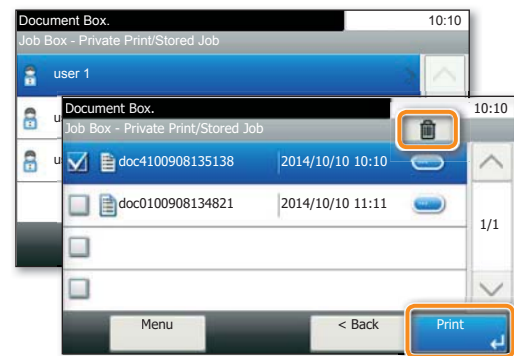 Document Box. 10:10
Job Box - Private Print/Stored Job
user 1
u
u
Document Box. 10:10
Job Box - Private Print/Stored Job
doc4100908135138 2014/10/10 10:10
doc0100908134821 2014/10/10 11:11
1/1
Menu < Back Print